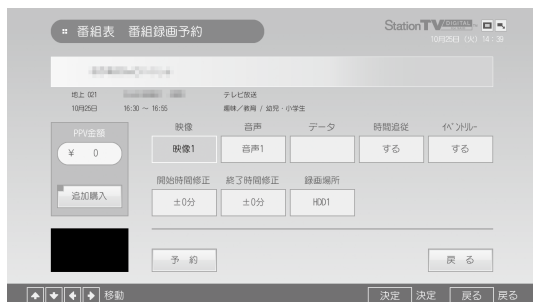 番組表 番組録画予約
StationTV DIGITAL
10月25日 (火) 14:38
地上 021 テレビ放送
10月25日 16:30 ～ 16:55 趣味／教育 / 幼児・小学生
PPV金額 映像 音声 データ 時間追従 ｲﾍﾞﾝﾄﾘﾚｰ
¥ 0 映像1 音声1 する する
追加購入 開始時間修正 終了時間修正 録画場所
±0分 ±0分 HDD1
予 約 戻 る
移動 決定 決定 戻る 戻る